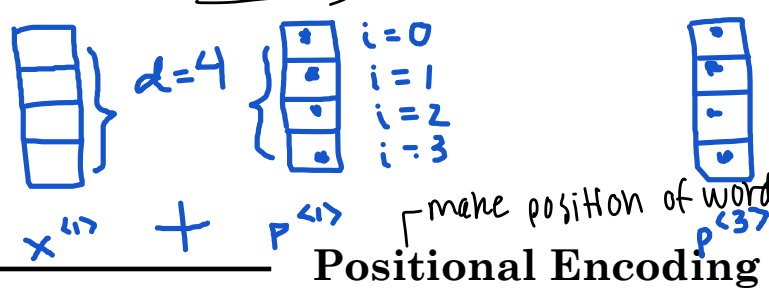 i=0
d=4
i=1
i=2
i=3
make position of word
x<1> + p<1>
p<3>
Positional Encoding